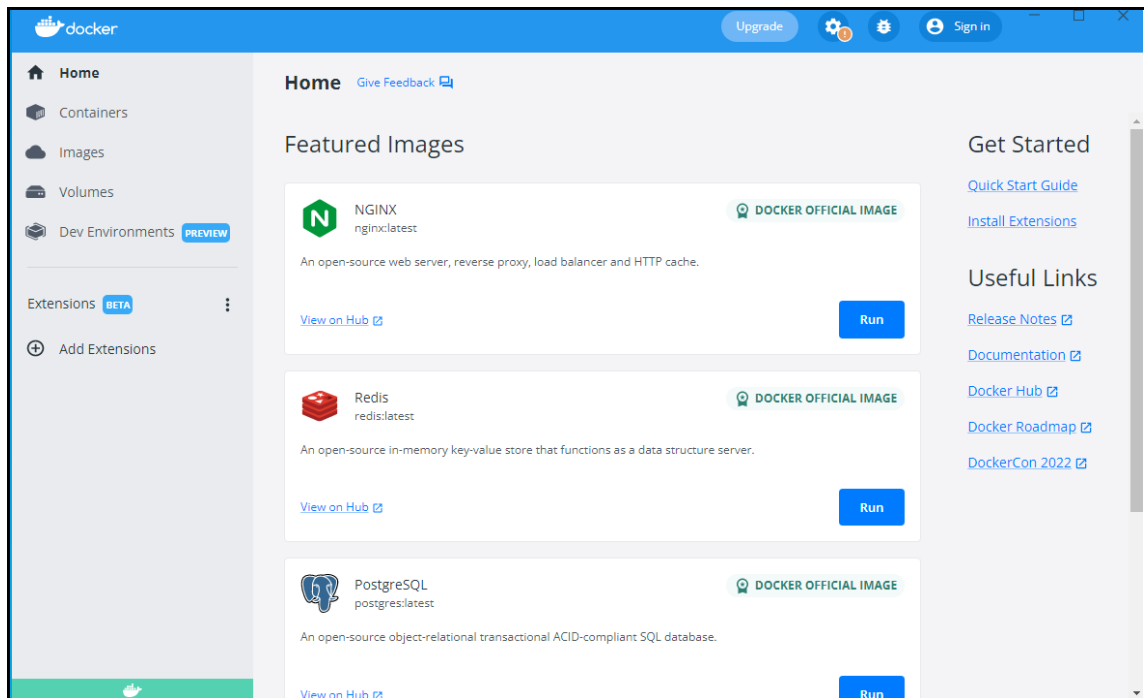 docker
Upgrade
Sign in
Home
Containers
Images
Volumes
Dev Environments PREVIEW
Extensions BETA
Add Extensions
Home Give Feedback
Featured Images
NGINX
nginx:latest
DOCKER OFFICIAL IMAGE
An open-source web server, reverse proxy, load balancer and HTTP cache.
View on Hub
Run
Redis
redis:latest
DOCKER OFFICIAL IMAGE
An open-source in-memory key-value store that functions as a data structure server.
View on Hub
Run
PostgreSQL
postgres:latest
DOCKER OFFICIAL IMAGE
An open-source object-relational transactional ACID-compliant SQL database.
View on Hub
Run
Get Started
Quick Start Guide
Install Extensions
Useful Links
Release Notes
Documentation
Docker Hub
Docker Roadmap
DockerCon 2022